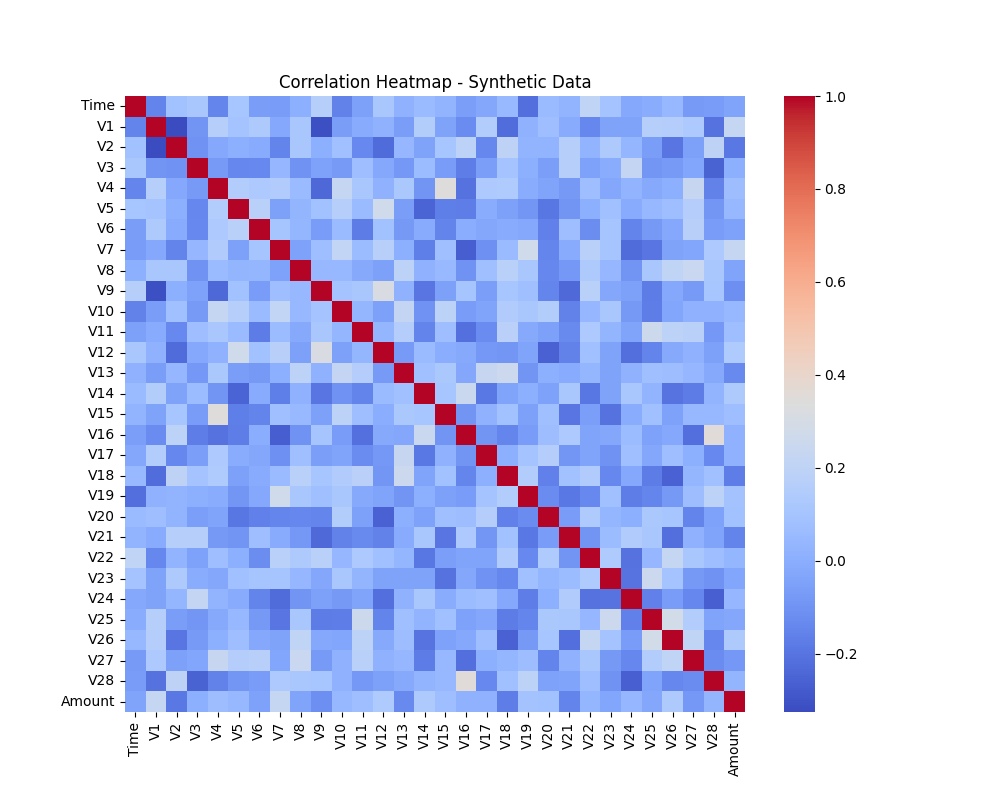 Correlation Heatmap - Synthetic Data
Time
V1
V2
V3
V4
V5
V6
V7
V8
V9
V10
V11
V12
V13
V14
V15
V16
V17
V18
V19
V20
V21
V22
V23
V24
V25
V26
V27
V28
Amount
Time V1 V2 V3 V4 V5 V6 V7 V8 V9 V10 V11 V12 V13 V14 V15 V16 V17 V18 V19 V20 V21 V22 V23 V24 V25 V26 V27 V28 Amount
1.0
0.8
0.6
0.4
0.2
0.0
−0.2